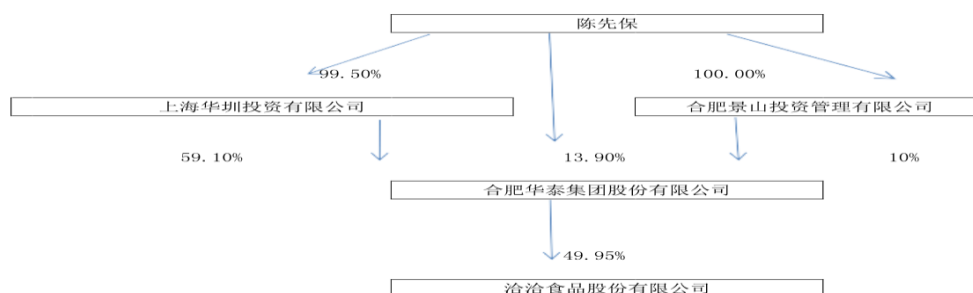 陈先保
99.50%
100.00%
上海华圳投资有限公司
合肥景山投资管理有限公司
59.10%
13.90%
10%
合肥华泰集团股份有限公司
49.95%
洽洽食品股份有限公司